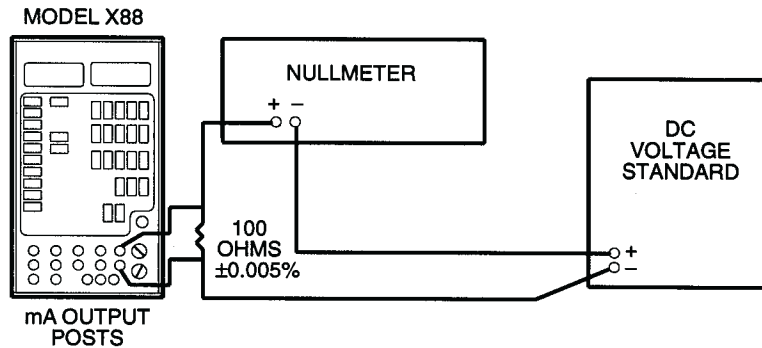 MODEL X88
NULLMETER
+ −
DC
VOLTAGE
STANDARD
100
OHMS
±0.005%
+
−
mA OUTPUT
POSTS